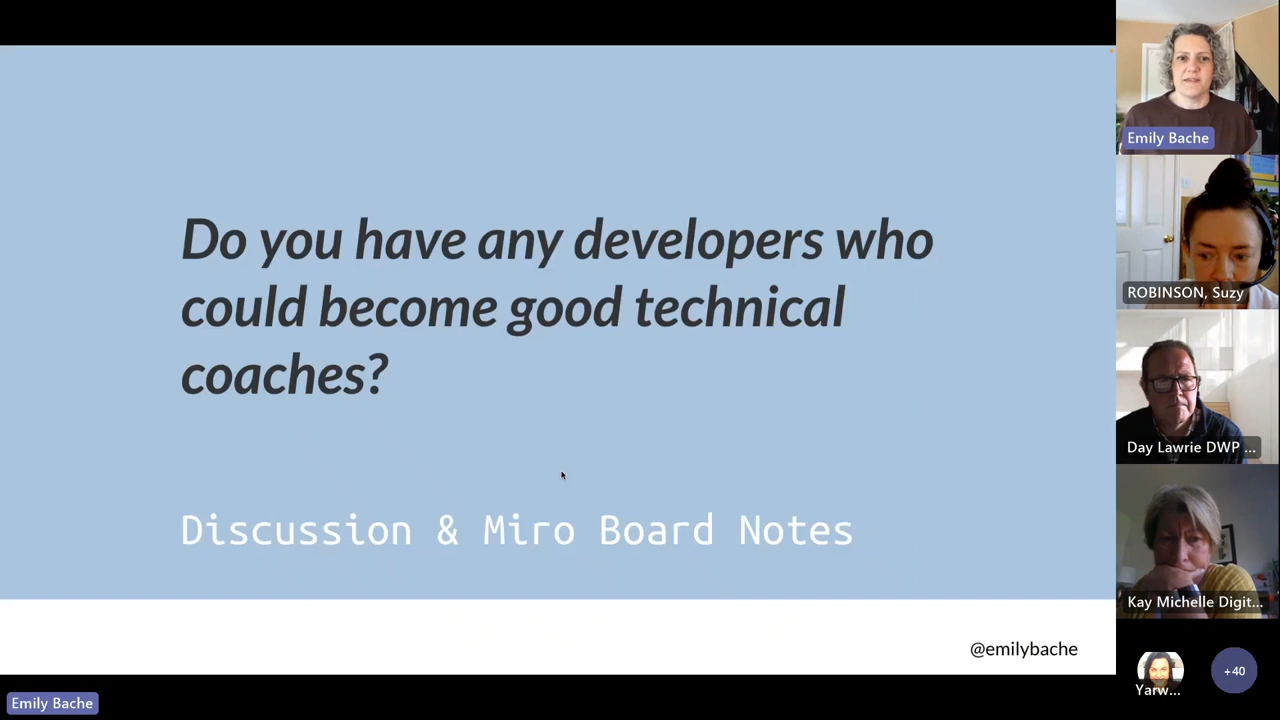 Do you have any developers who
could become good technical
coaches?
Discussion & Miro Board Notes
@emilybache
Emily Bache
Emily Bache
ROBINSON, Suzy
Day Lawrie DWP ...
Kay Michelle Digit...
Yarw...
+40